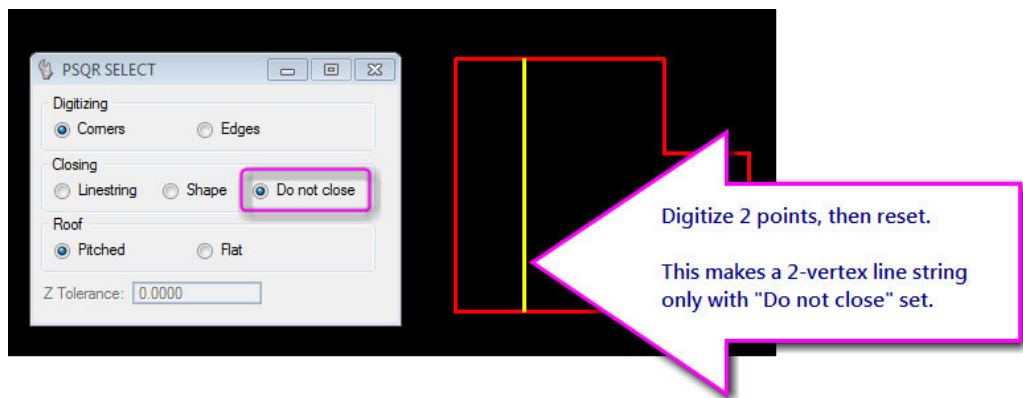 PSQR SELECT
Digitizing
Corners Edges
Closing
Linestring Shape Do not close
Roof
Pitched Flat
Z Tolerance: 0.0000
Digitize 2 points, then reset.
This makes a 2-vertex line string
only with "Do not close" set.